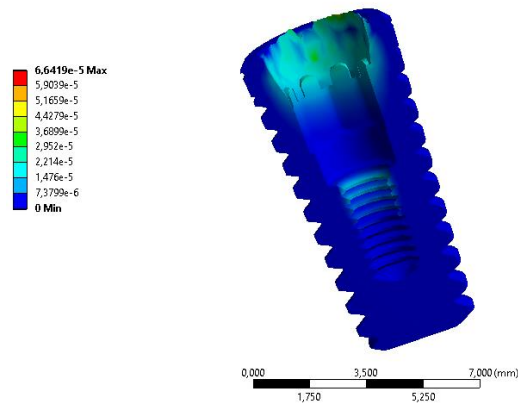 6,6419e-5 Max
5,9039e-5
5,1659e-5
4,4279e-5
3,6899e-5
2,952e-5
2,214e-5
1,476e-5
7,3799e-6
0 Min
0,000 3,500 7,000 (mm)
1,750 5,250